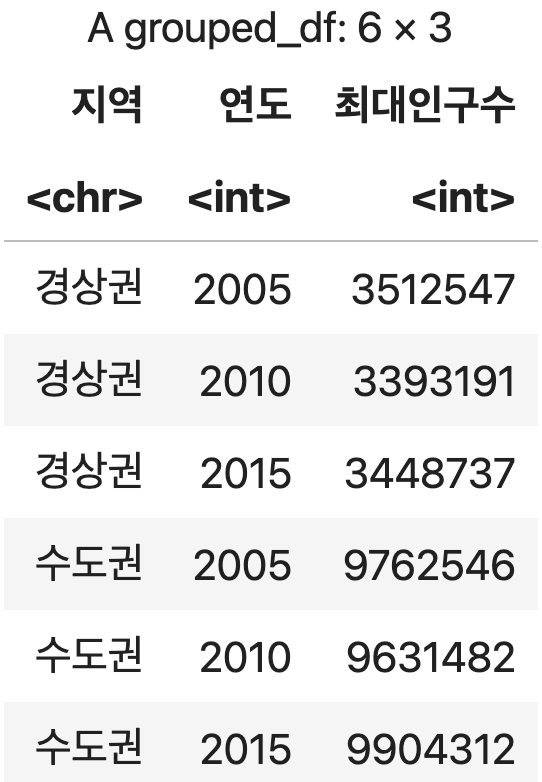 A grouped_df: 6 × 3
지역 연도 최대인구수
<chr> <int> <int>
경상권 2005 3512547
경상권 2010 3393191
경상권 2015 3448737
수도권 2005 9762546
수도권 2010 9631482
수도권 2015 9904312